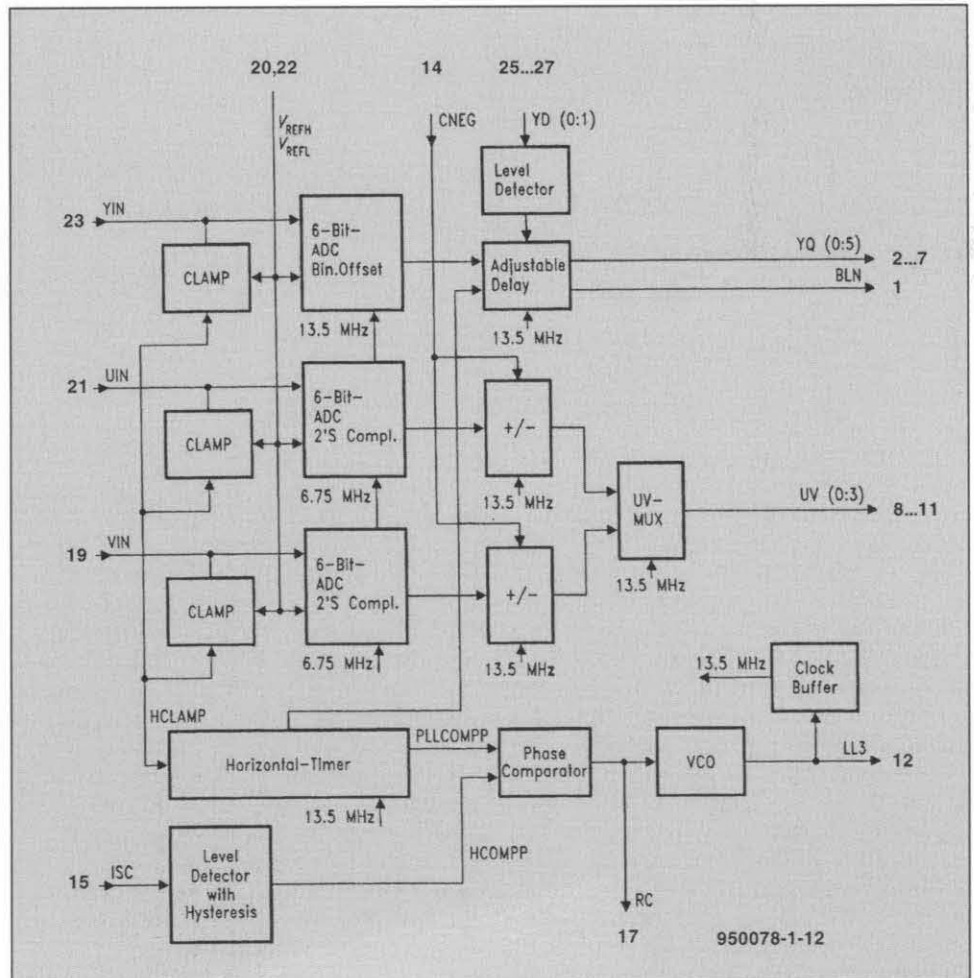 20,22
14
25...27
VREFH
VREFL
CNEG
YD (0:1)
Level
Detector
23
YIN
6-Bit-
ADC
Bin.Offset
CLAMP
Adjustable
Delay
YQ (0:5)
2...7
BLN
1
13.5 MHz
13.5 MHz
21
UIN
6-Bit-
ADC
2'S Compl.
CLAMP
+/-
6.75 MHz
13.5 MHz
UV-
MUX
UV (0:3)
8...11
19
VIN
6-Bit-
ADC
2'S Compl.
CLAMP
+/-
13.5 MHz
6.75 MHz
13.5 MHz
13.5 MHz
Clock
Buffer
HCLAMP
Horizontal-Timer
PLLCOMPP
Phase
Comparator
VCO
LL3
12
13.5 MHz
HCOMPP
15
ISC
Level
Detector
with
Hysteresis
RC
17
950078-1-12